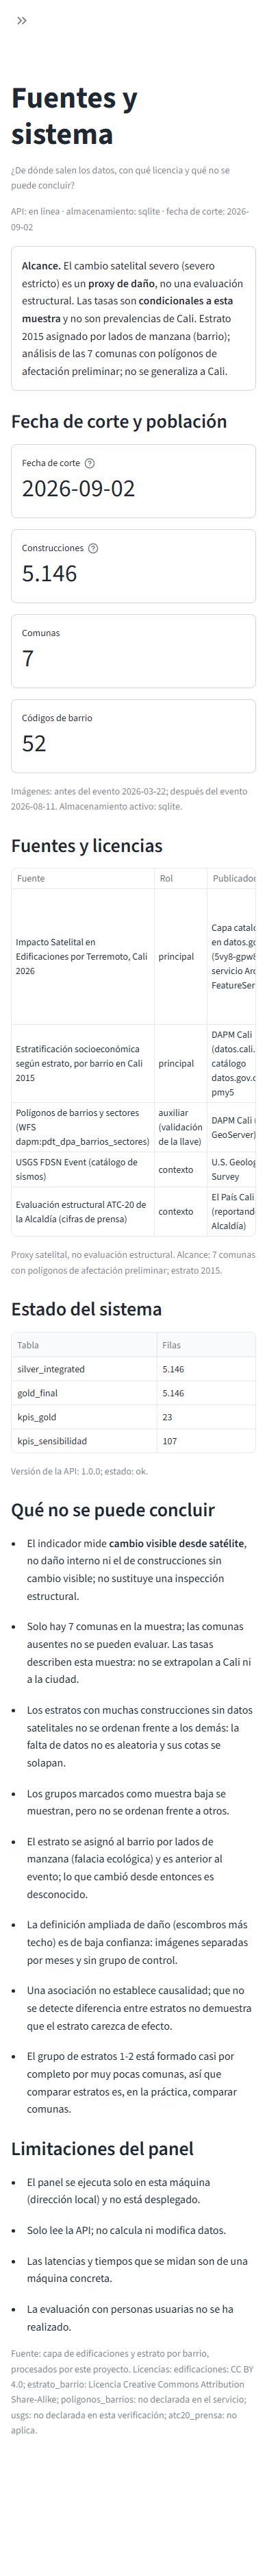 Fuentes y
sistema
¿De dónde salen los datos, con qué licencia y qué no se
puede concluir?
API: en línea · almacenamiento: sqlite · fecha de corte: 2026-
09-02
Alcance. El cambio satelital severo (severo
estricto) es un proxy de daño, no una evaluación
estructural. Las tasas son condicionales a esta
muestra y no son prevalencias de Cali. Estrato
2015 asignado por lados de manzana (barrio);
análisis de las 7 comunas con polígonos de
afectación preliminar; no se generaliza a Cali.
Fecha de corte y población
Fecha de corte
2026-09-02
Construcciones
5.146
Comunas
7
Códigos de barrio
52
Imágenes: antes del evento 2026-03-22; después del evento
2026-08-11. Almacenamiento activo: sqlite.
Fuentes y licencias
Fuente Rol Publicador
Impacto Satelital en
Edificaciones por Terremoto, Cali
2026
principal
Capa catalo
en datos.go
(5vy8-gpw8
servicio Arc
FeatureSer
Estratificación socioeconómica
según estrato, por barrio en Cali
2015
principal
DAPM Cali
(datos.cali.
catálogo
datos.gov.c
pmy5
Polígonos de barrios y sectores
(WFS
dapm:pdt_dpa_barrios_sectores)
auxiliar
(validación
de la llave)
DAPM Cali
GeoServer)
USGS FDSN Event (catálogo de
sismos)
contexto
U.S. Geolog
Survey
Evaluación estructural ATC-20 de
la Alcaldía (cifras de prensa)
contexto
El País Cali
(reportand
Alcaldía)
Proxy satelital, no evaluación estructural. Alcance: 7 comunas
con polígonos de afectación preliminar; estrato 2015.
Estado del sistema
Tabla Filas
silver_integrated 5.146
gold_final 5.146
kpis_gold 23
kpis_sensibilidad 107
Versión de la API: 1.0.0; estado: ok.
Qué no se puede concluir
• El indicador mide cambio visible desde satélite,
no daño interno ni el de construcciones sin
cambio visible; no sustituye una inspección
estructural.
• Solo hay 7 comunas en la muestra; las comunas
ausentes no se pueden evaluar. Las tasas
describen esta muestra: no se extrapolan a Cali ni
a la ciudad.
• Los estratos con muchas construcciones sin datos
satelitales no se ordenan frente a los demás: la
falta de datos no es aleatoria y sus cotas se
solapan.
• Los grupos marcados como muestra baja se
muestran, pero no se ordenan frente a otros.
• El estrato se asignó al barrio por lados de
manzana (falacia ecológica) y es anterior al
evento; lo que cambió desde entonces es
desconocido.
• La definición ampliada de daño (escombros más
techo) es de baja confianza: imágenes separadas
por meses y sin grupo de control.
• Una asociación no establece causalidad; que no
se detecte diferencia entre estratos no demuestra
que el estrato carezca de efecto.
• El grupo de estratos 1-2 está formado casi por
completo por muy pocas comunas, así que
comparar estratos es, en la práctica, comparar
comunas.
Limitaciones del panel
• El panel se ejecuta solo en esta máquina
(dirección local) y no está desplegado.
• Solo lee la API; no calcula ni modifica datos.
• Las latencias y tiempos que se midan son de una
máquina concreta.
• La evaluación con personas usuarias no se ha
realizado.
Fuente: capa de edificaciones y estrato por barrio,
procesados por este proyecto. Licencias: edificaciones: CC BY
4.0; estrato_barrio: Licencia Creative Commons Attribution
Share-Alike; poligonos_barrios: no declarada en el servicio;
usgs: no declarada en esta verificación; atc20_prensa: no
aplica.